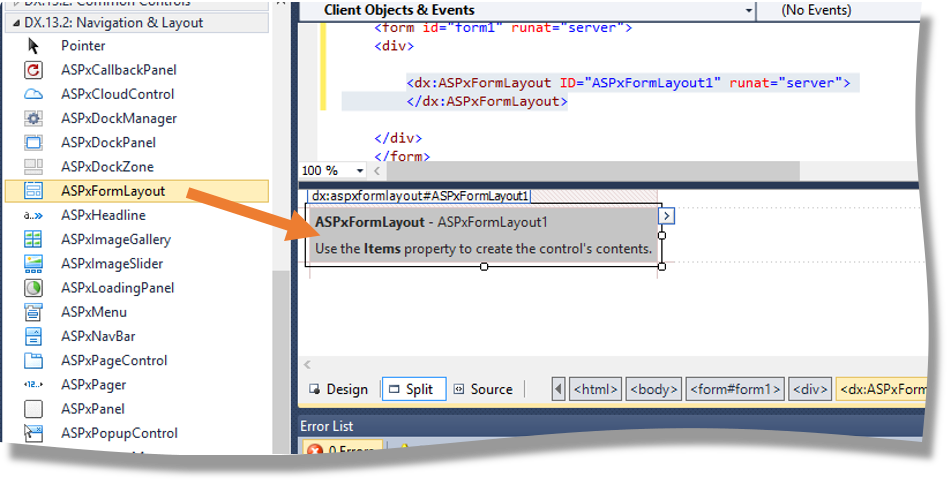 DX.13.2: Common Controls
DX.13.2: Navigation & Layout
Pointer
ASPxCallbackPanel
ASPxCloudControl
ASPxDockManager
ASPxDockPanel
ASPxDockZone
ASPxFormLayout
ASPxHeadline
ASPxImageGallery
ASPxImageSlider
ASPxLoadingPanel
ASPxMenu
ASPxNavBar
ASPxPageControl
ASPxPager
ASPxPanel
ASPxPopupControl
Client Objects & Events
(No Events)
<form id="form1" runat="server">
<div>
<dx:ASPxFormLayout ID="ASPxFormLayout1" runat="server">
</dx:ASPxFormLayout>
</div>
</form>
100 %
dx:aspxformlayout#ASPxFormLayout1
ASPxFormLayout - ASPxFormLayout1
Use the Items property to create the control's contents.
Design
Split
Source
<html>
<body>
<form#form1>
<div>
<dx:ASPxForm
Error List
0 Errors